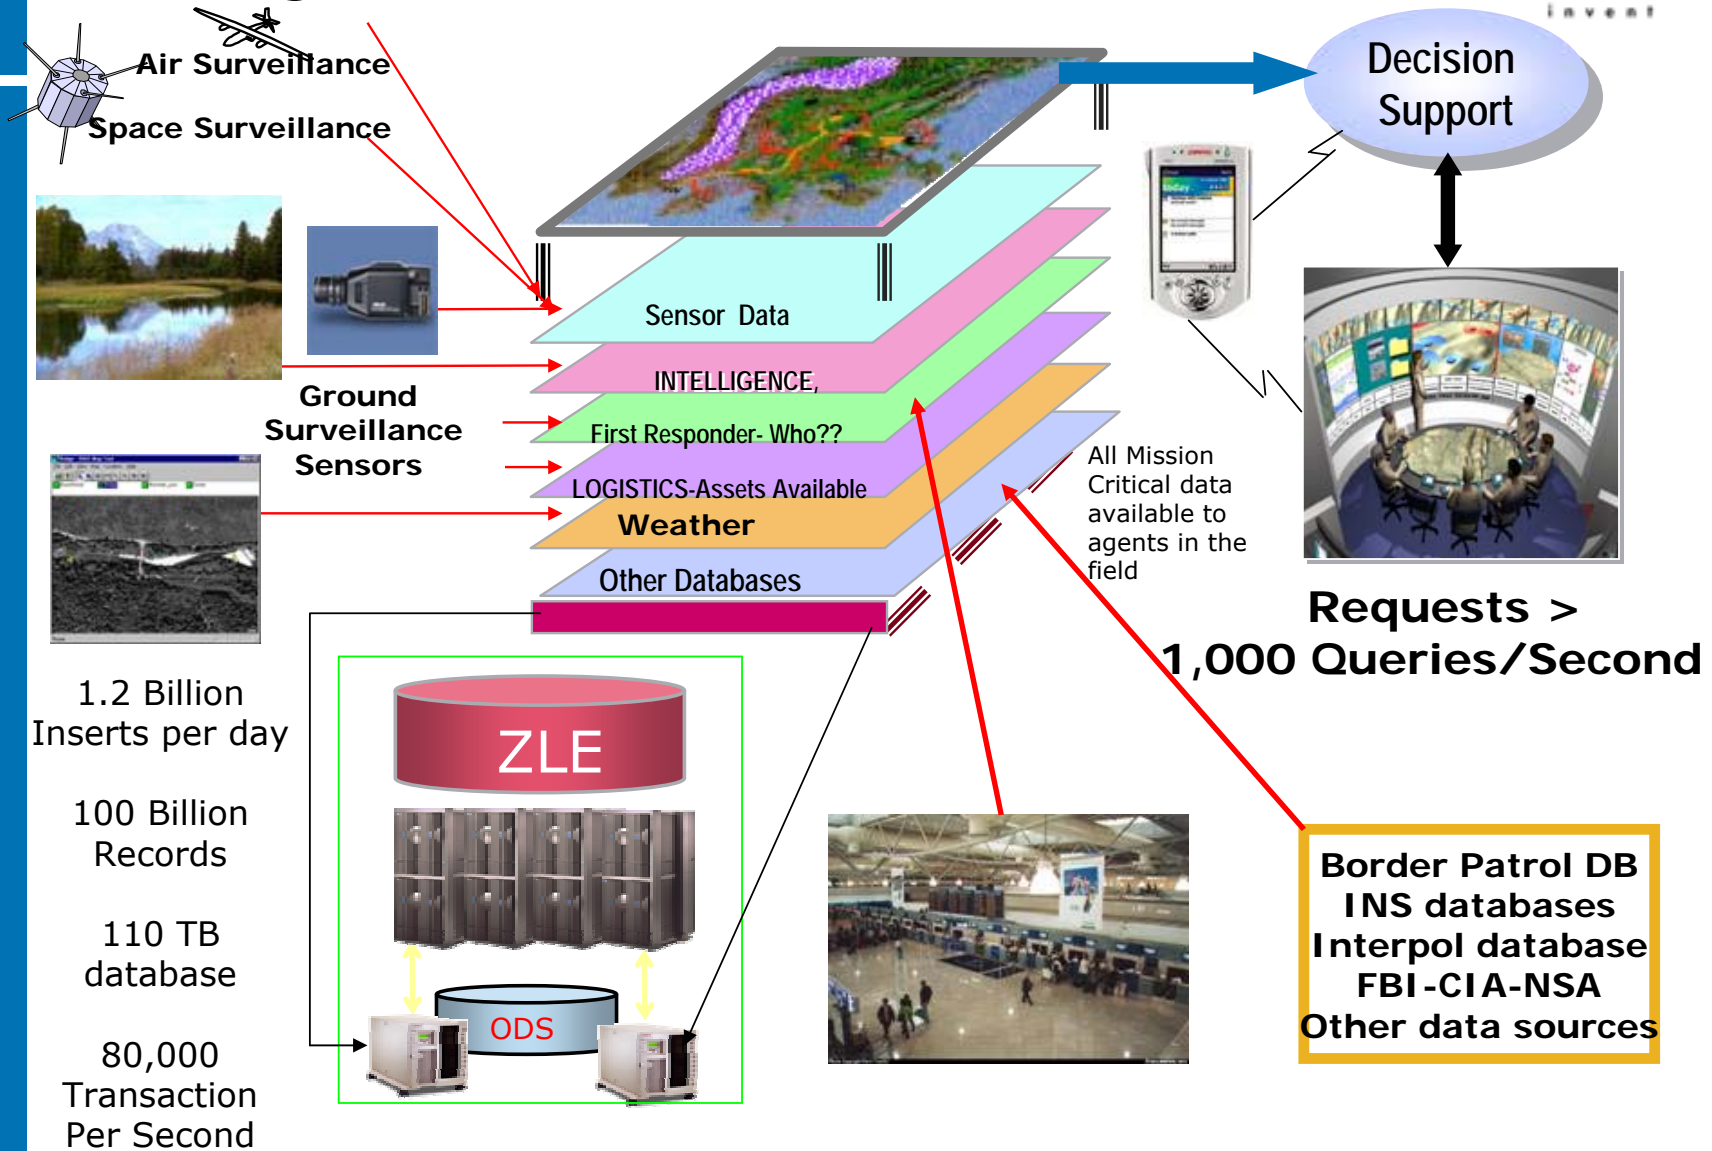 invent
Air Surveillance
Space Surveillance
Decision
Support
Sensor Data
INTELLIGENCE,
First Responder- Who??
LOGISTICS-Assets Available
Weather
Other Databases
Ground
Surveillance
Sensors
All Mission
Critical data
available to
agents in the
field
Requests >
1,000 Queries/Second
1.2 Billion
Inserts per day
100 Billion
Records
110 TB
database
80,000
Transaction
Per Second
ZLE
ODS
Border Patrol DB
INS databases
Interpol database
FBI-CIA-NSA
Other data sources